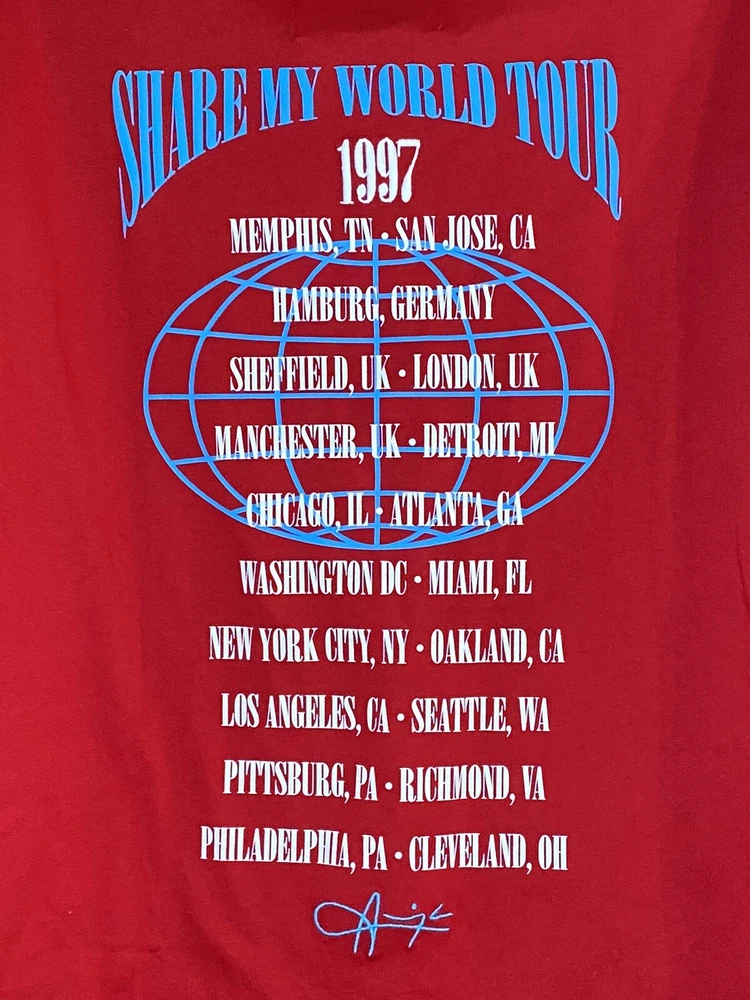 SHARE MY WORLD TOUR
1997
MEMPHIS, TN • SAN JOSE, CA
HAMBURG, GERMANY
SHEFFIELD, UK • LONDON, UK
MANCHESTER, UK • DETROIT, MI
CHICAGO, IL • ATLANTA, GA
WASHINGTON DC • MIAMI, FL
NEW YORK CITY, NY • OAKLAND, CA
LOS ANGELES, CA • SEATTLE, WA
PITTSBURG, PA • RICHMOND, VA
PHILADELPHIA, PA • CLEVELAND, OH